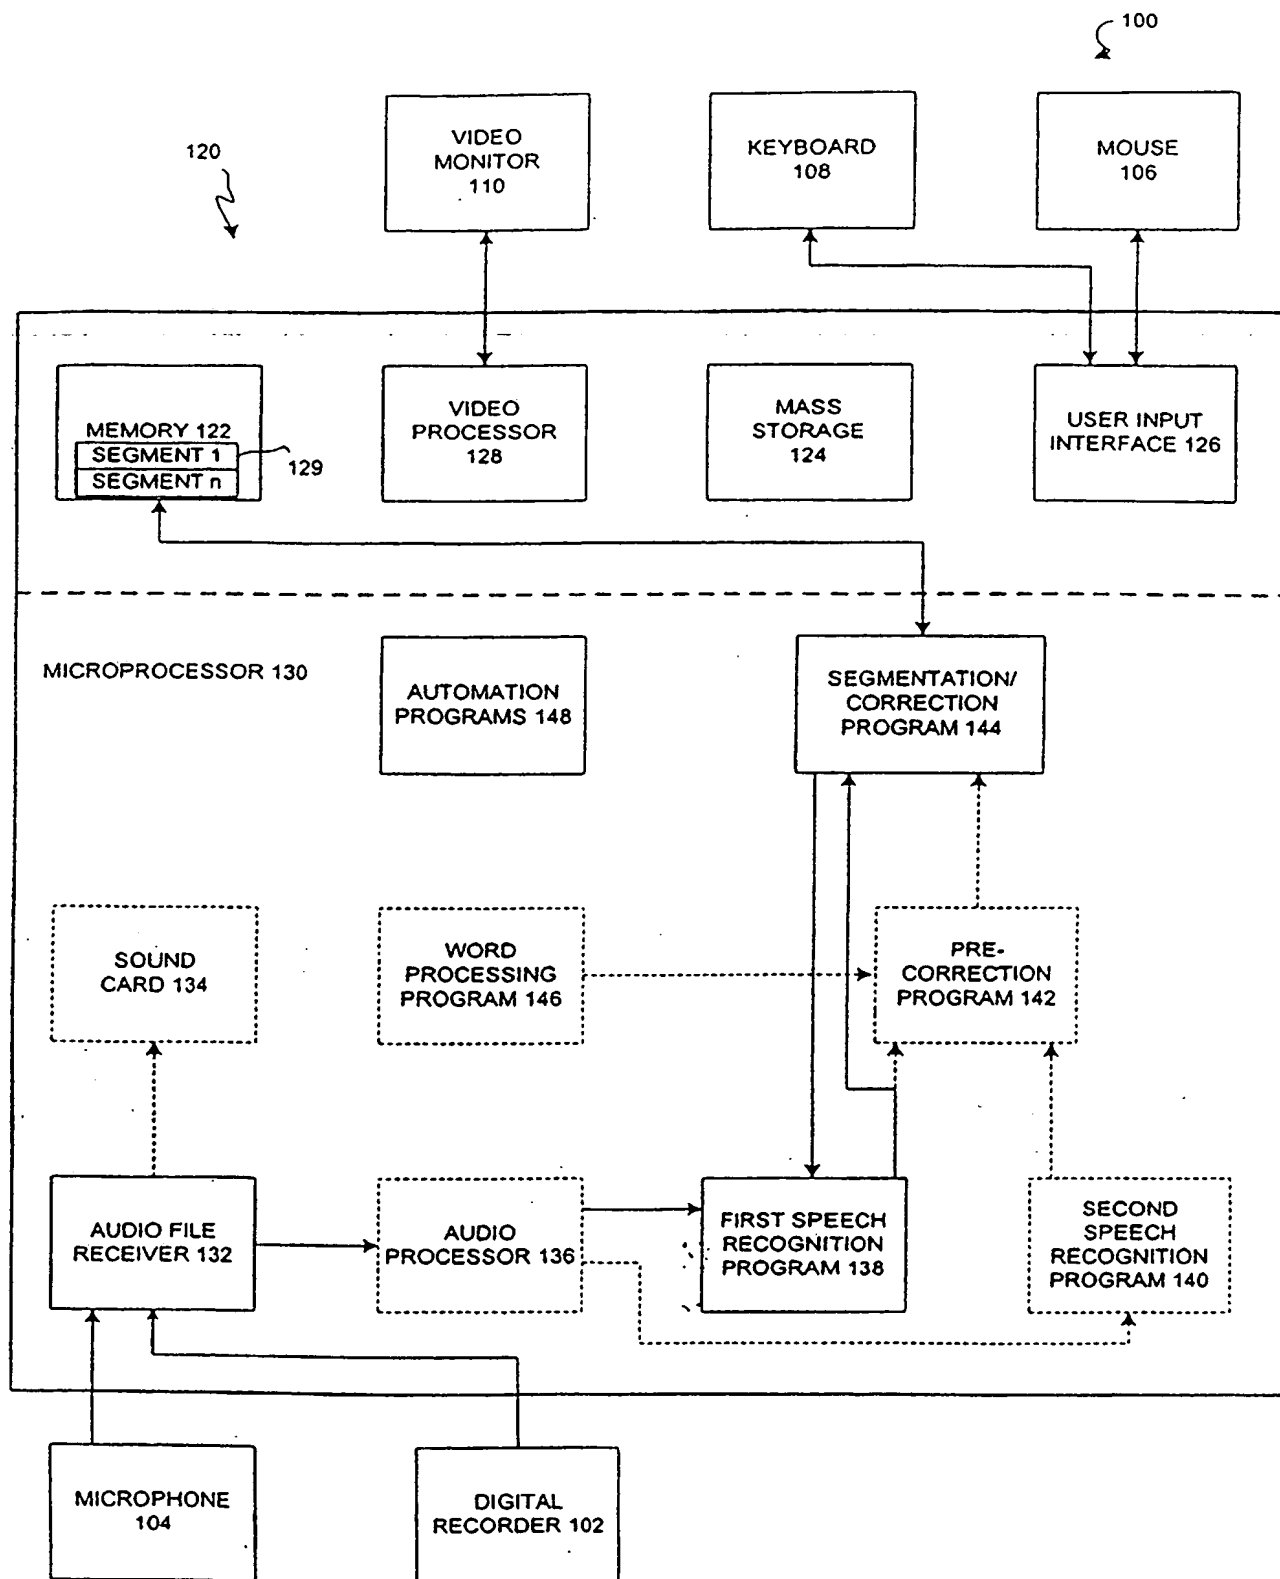 100
120
VIDEO
MONITOR
110
KEYBOARD
108
MOUSE
106
MEMORY 122
SEGMENT 1
SEGMENT n
129
VIDEO
PROCESSOR
128
MASS
STORAGE
124
USER INPUT
INTERFACE 126
MICROPROCESSOR 130
AUTOMATION
PROGRAMS 148
SEGMENTATION/
CORRECTION
PROGRAM 144
SOUND
CARD 134
WORD
PROCESSING
PROGRAM 146
PRE-
CORRECTION
PROGRAM 142
AUDIO FILE
RECEIVER 132
AUDIO
PROCESSOR 136
FIRST SPEECH
RECOGNITION
PROGRAM 138
SECOND
SPEECH
RECOGNITION
PROGRAM 140
MICROPHONE
104
DIGITAL
RECORDER 102